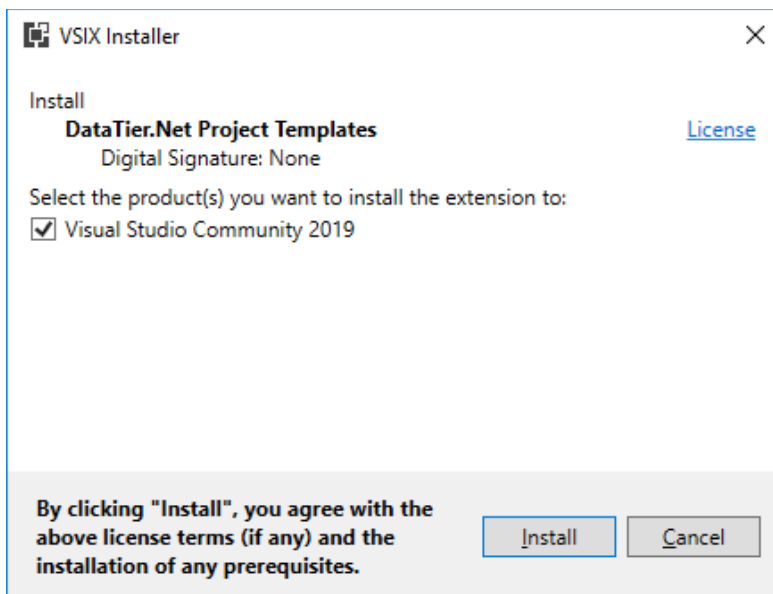 VSIX Installer
Install
DataTier.Net Project Templates
License
Digital Signature: None
Select the product(s) you want to install the extension to:
Visual Studio Community 2019
By clicking "Install", you agree with the
above license terms (if any) and the
installation of any prerequisites.
Install
Cancel